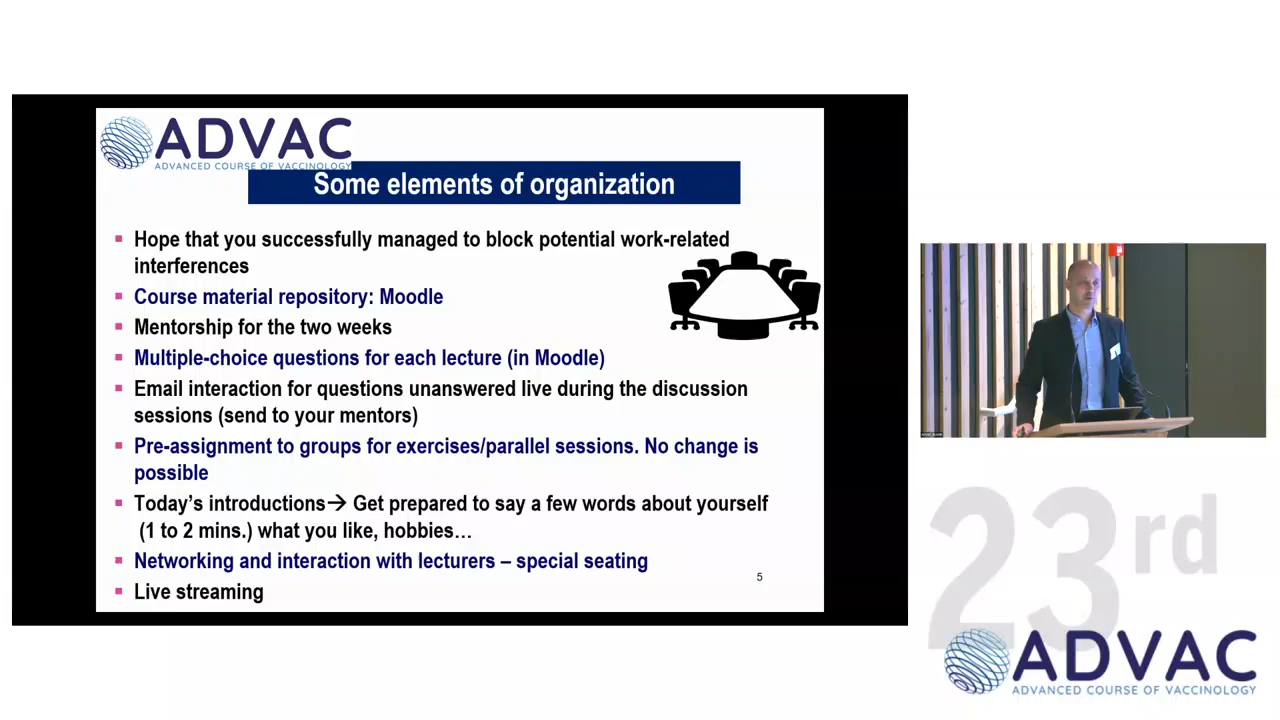 ADVAC
ADVANCED COURSE OF VACCINOLOGY
Some elements of organization
Hope that you successfully managed to block potential work-related
interferences
Course material repository: Moodle
Mentorship for the two weeks
Multiple-choice questions for each lecture (in Moodle)
Email interaction for questions unanswered live during the discussion
sessions (send to your mentors)
Pre-assignment to groups for exercises/parallel sessions. No change is
possible
Today's introductions→ Get prepared to say a few words about yourself
(1 to 2 mins.) what you like, hobbies…
Networking and interaction with lecturers – special seating
Live streaming
5
23rd
ADVAC
ADVANCED COURSE OF VACCINOLOGY